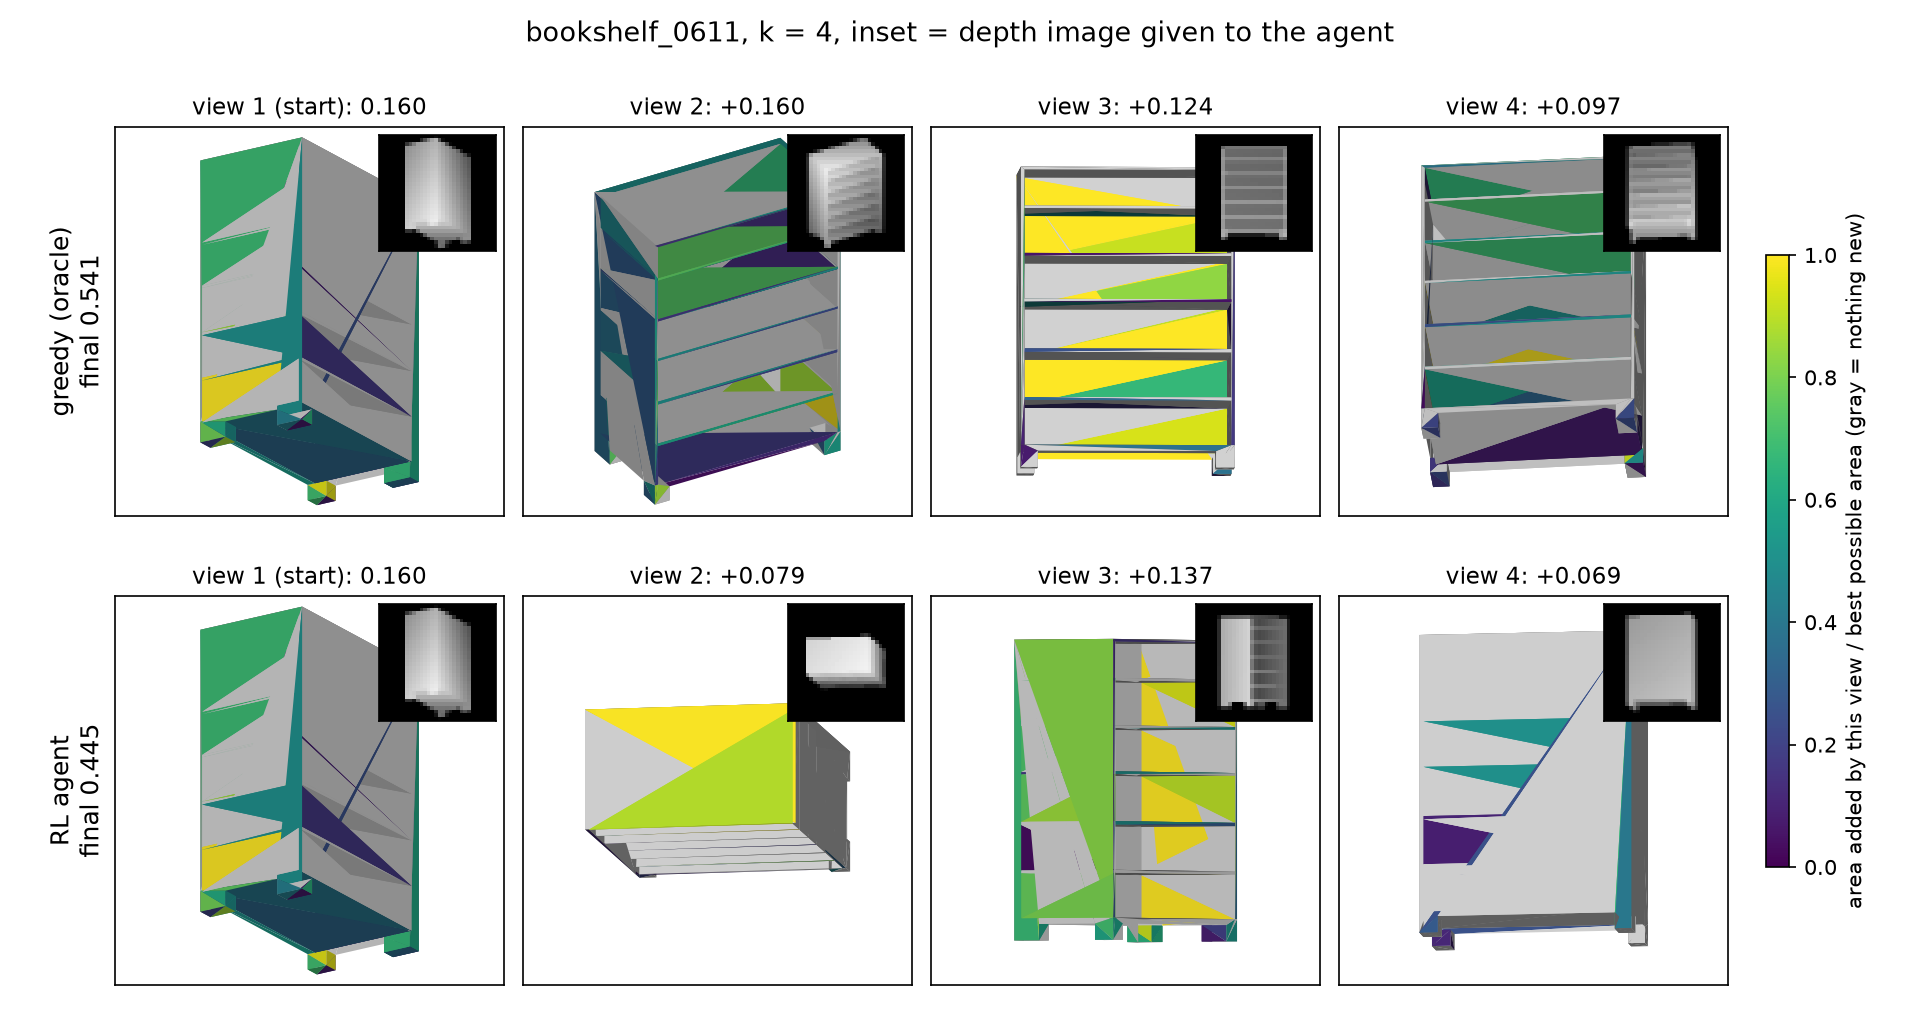 bookshelf_0611, k = 4, inset = depth image given to the agent
greedy (oracle)
final 0.541
view 1 (start): 0.160
view 2: +0.160
view 3: +0.124
view 4: +0.097
RL agent
final 0.445
view 1 (start): 0.160
view 2: +0.079
view 3: +0.137
view 4: +0.069
1.0
0.8
0.6
0.4
0.2
0.0
area added by this view / best possible area (gray = nothing new)